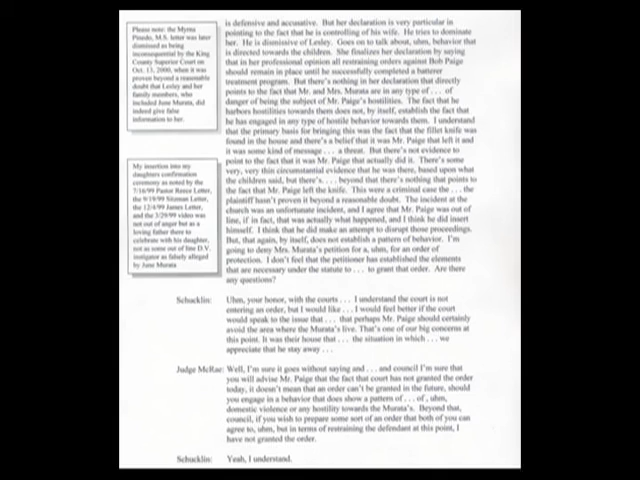 Please note: the Myrna
Pinedo, M.S. letter was later
dismissed as being
inconsequential by the King
County Superior Court on
Oct. 13, 2000, when it was
proven beyond a reasonable
doubt that Lesley and her
family members, who
included June Murata, did
indeed give false
information to her.
My insertion into my
daughters confirmation
ceremony as noted by the
7/16/99 Pastor Reece Letter,
the 9/18/99 Letter,
the 12/4/99 James Letter,
and the 3/29/99 video was
not out of anger but as a
loving father there to
celebrate with his daughter,
not as some out of line D.V.
instigator as falsely alleged
by June Murata
is defensive and accusative. But her declaration is very particular in
pointing to the fact that he is controlling of his wife. He tries to dominate
her. He is dismissive of Lesley. Goes on to talk about, uhm, behavior that
is directed towards the children. She finalizes her declaration by saying
that in her professional opinion all restraining orders against Bob Paige
should remain in place until he successfully completed a batterer
treatment program. But there's nothing in her declaration that directly
points to the fact that Mr. and Mrs. Murata are in any type of . . . of
danger of being the subject of Mr. Paige's hostilities. The fact that he
harbors hostilities towards them does not, by itself, establish the fact that
he has engaged in any type of hostile behavior towards them. I understand
that the primary basis for bringing this was the fact that the fillet knife was
found in the house and there's a belief that it was Mr. Paige that left it and
it was some kind of message . . . a threat. But there's not evidence to
point to the fact that it was Mr. Paige that actually did it. There's some
very, very thin circumstantial evidence that he was there, based upon what
the children said, but there's . . . beyond that there's nothing that points to
the fact that Mr. Paige left the knife. This were a criminal case the . . . the
plaintiff hasn't proven it beyond a reasonable doubt. The incident at the
church was an unfortunate incident, and I agree that Mr. Paige was out of
line, if in fact, that was actually what happened, and I think he did insert
himself. I think that he did make an attempt to disrupt those proceedings.
But, that again, by itself, does not establish a pattern of behavior. I'm
going to deny Mrs. Murata's petition for a, uhm, for an order of
protection. I don't feel that the petitioner has established the elements
that are necessary under the statute to . . . to grant that order. Are there
any questions?
Schucklin: Uhm, your honor, with the courts . . . I understand the court is not
entering an order, but I would like . . . I would feel better if the court
would speak to the issue that . . . that perhaps Mr. Paige should certainly
avoid the area where the Murata's live. That's one of our big concerns at
this point. It was their house that . . . the situation in which . . . we
appreciate that he stay away . . .
Judge McRae: Well, I'm sure it goes without saying and . . . and council I'm sure that
you will advise Mr. Paige that the fact that court has not granted the order
today, it doesn't mean that an order can't be granted in the future, should
you engage in a behavior that does show a pattern of . . . of , uhm,
domestic violence or any hostility towards the Murata's. Beyond that,
council, if you wish to prepare some sort of an order that both of you can
agree to, uhm, but in terms of restraining the defendant at this point, I
have not granted the order.
Schucklin: Yeah, I understand.